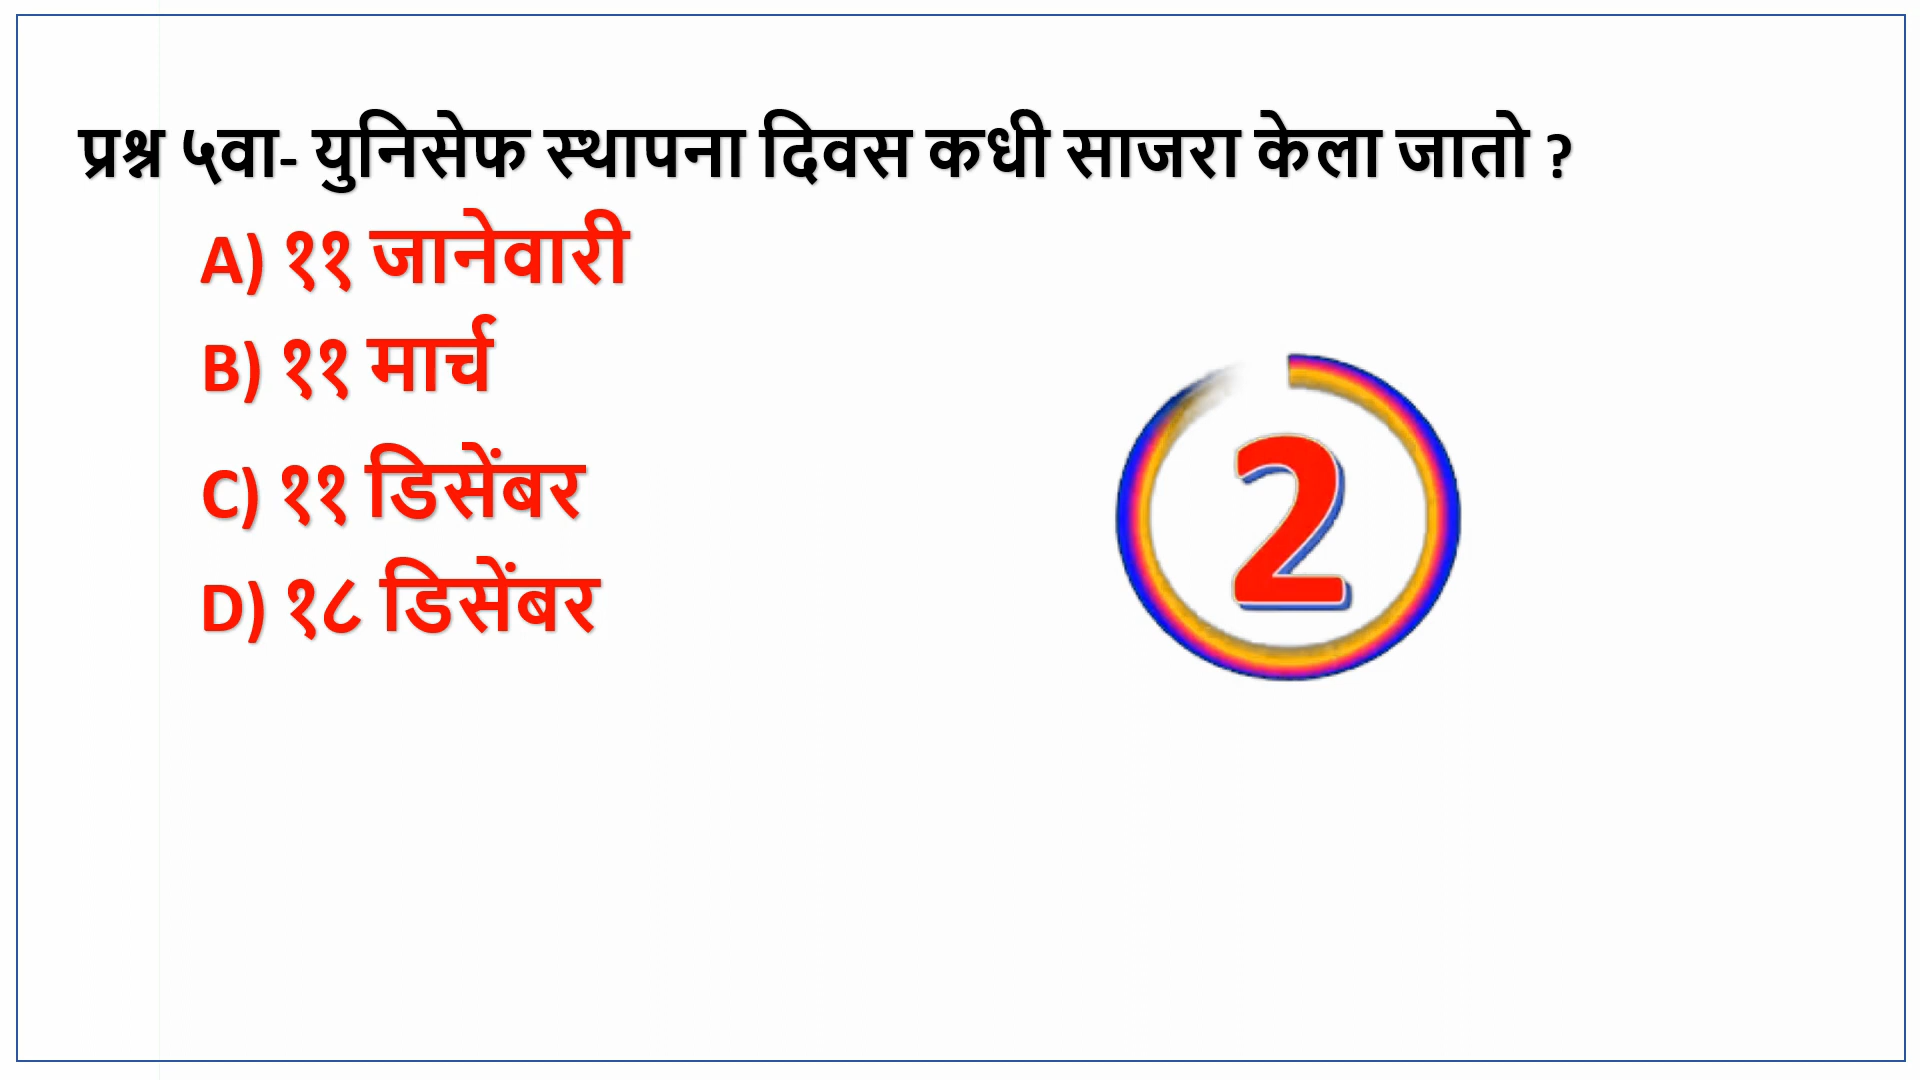 प्रश्न ५वा- युनिसेफ स्थापना दिवस कधी साजरा केला जातो ?
A) ११ जानेवारी
B) ११ मार्च
C) ११ डिसेंबर
D) १८ डिसेंबर
2